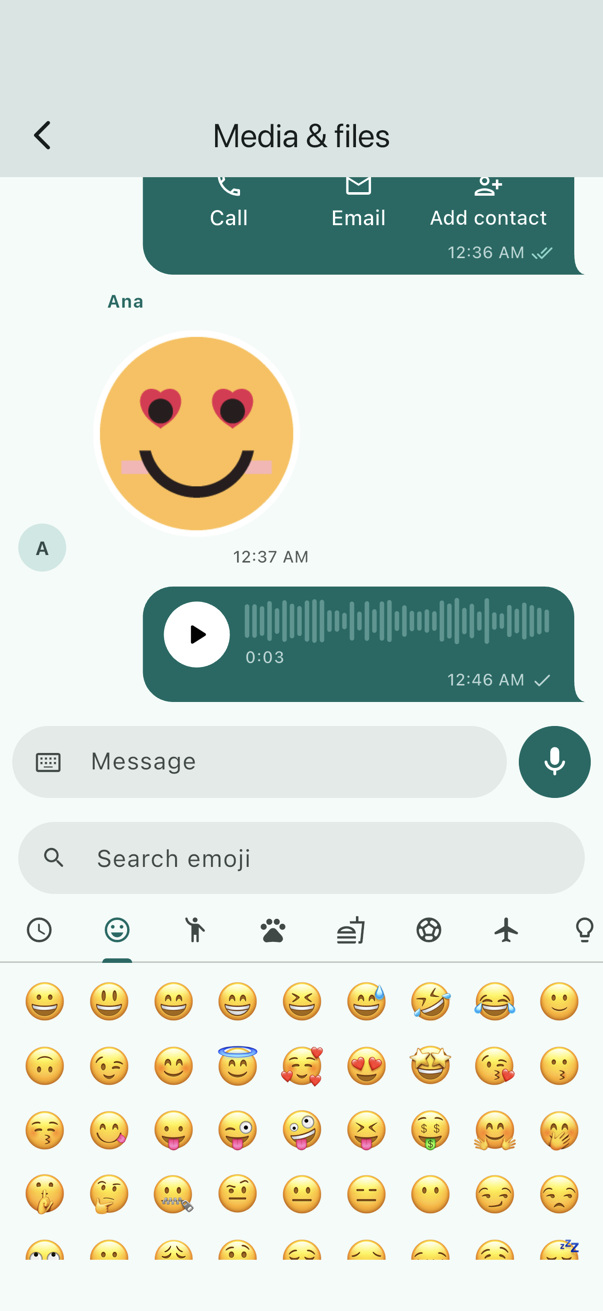 Media & files
Call Email Add contact
12:36 AM
Ana
A
12:37 AM
0:03
12:46 AM
Message
Search emoji